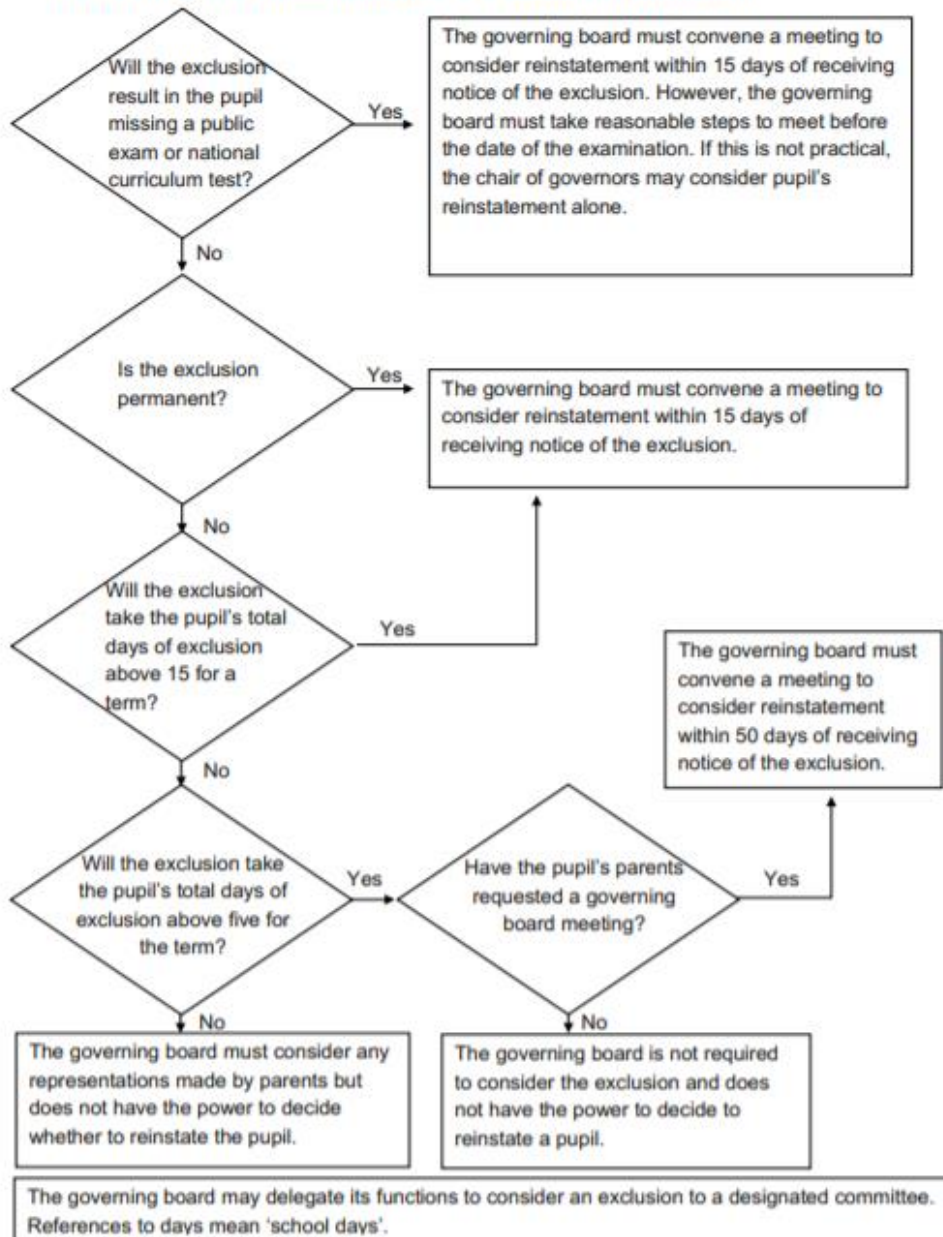 Will the exclusion
result in the pupil
missing a public
exam or national
curriculum test?
Yes
The governing board must convene a meeting to
consider reinstatement within 15 days of receiving
notice of the exclusion. However, the governing
board must take reasonable steps to meet before
the date of the examination. If this is not practical,
the chair of governors may consider pupil's
reinstatement alone.
No
Is the exclusion
permanent?
Yes
The governing board must convene a meeting to
consider reinstatement within 15 days of
receiving notice of the exclusion.
No
Will the exclusion
take the pupil's total
days of exclusion
above 15 for a
term?
Yes
The governing board must
convene a meeting to
consider reinstatement
within 50 days of receiving
notice of the exclusion.
No
Will the exclusion take
the pupil's total days of
exclusion above five for
the term?
Yes
Have the pupil's parents
requested a governing
board meeting?
Yes
No
The governing board must consider any
representations made by parents but
does not have the power to decide
whether to reinstate the pupil.
No
The governing board is not required
to consider the exclusion and does
not have the power to decide to
reinstate a pupil.
The governing board may delegate its functions to consider an exclusion to a designated committee.
References to days mean 'school days'.